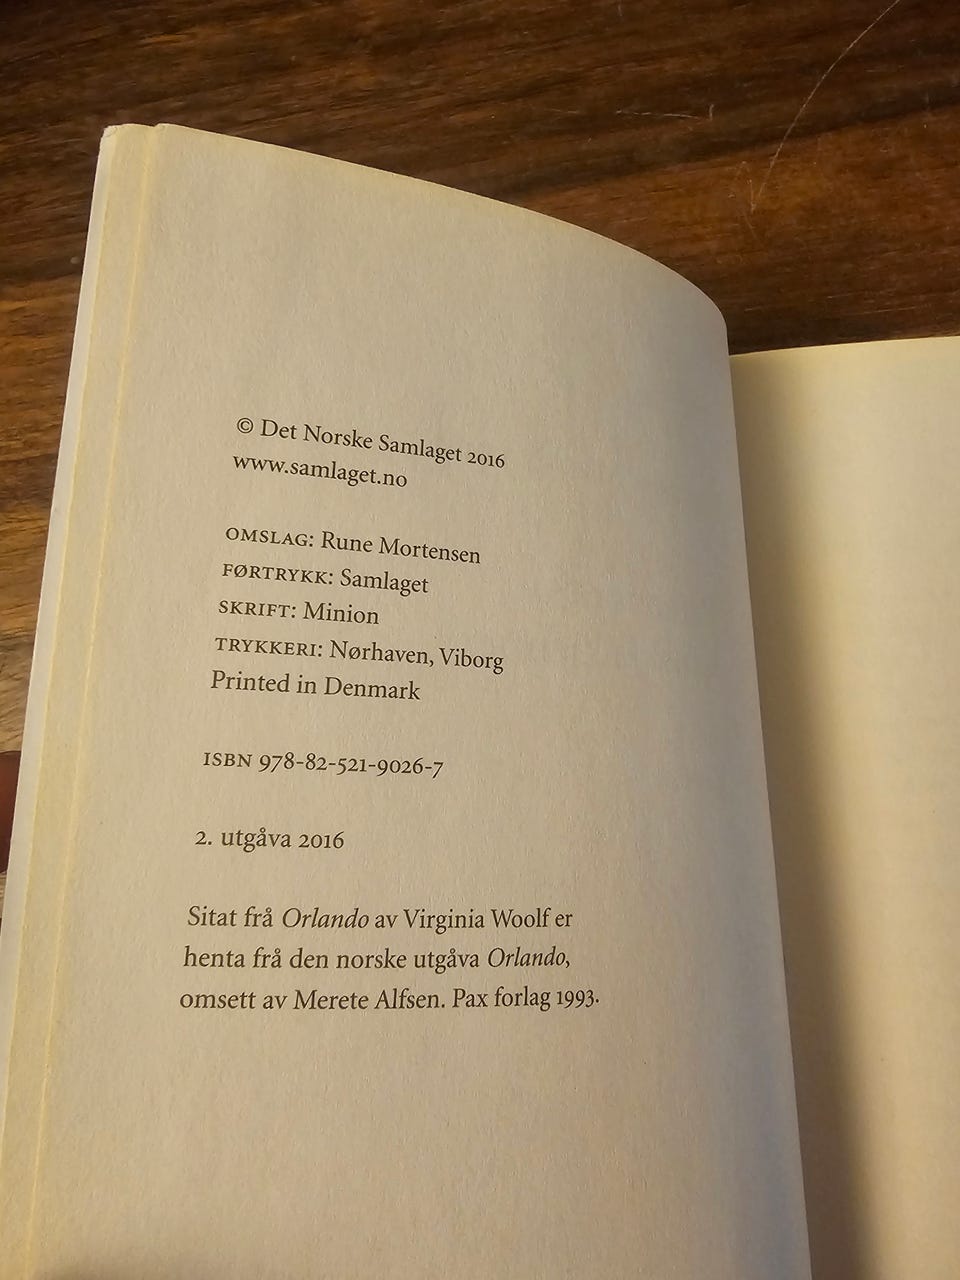 © Det Norske Samlaget 2016
www.samlaget.no
OMSLAG: Rune Mortensen
FØRTRYKK: Samlaget
SKRIFT: Minion
TRYKKERI: Nørhaven, Viborg
Printed in Denmark
ISBN 978-82-521-9026-7
2. utgåva 2016
Sitat frå Orlando av Virginia Woolf er
henta frå den norske utgåva Orlando,
omsett av Merete Alfsen. Pax forlag 1993.